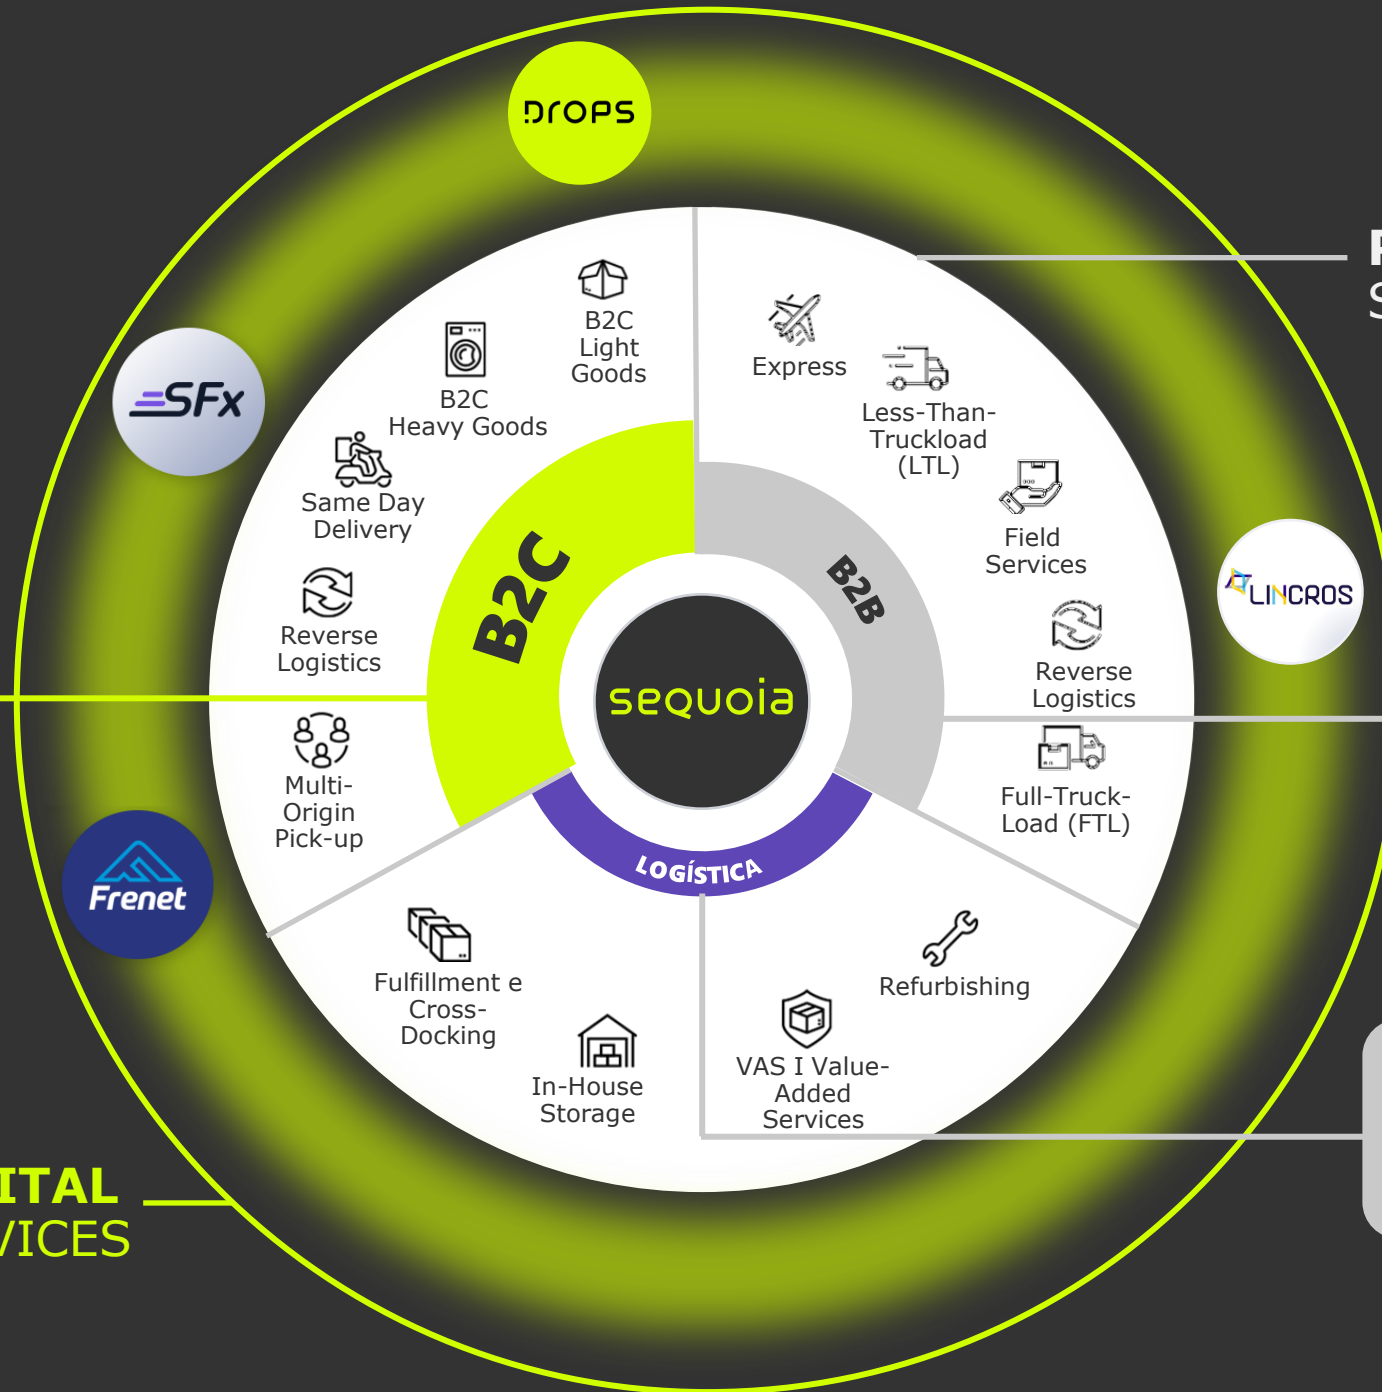 DROPS
SFx
B2C
Light
Goods
B2C
Heavy Goods
Same Day
Delivery
Reverse
Logistics
Multi-
Origin
Pick-up
Express
Less-Than-
Truckload
(LTL)
Field
Services
Reverse
Logistics
Full-Truck-
Load (FTL)
LINCROS
B2C
B2B
sequoia
LOGÍSTICA
Frenet
Fulfillment e
Cross-
Docking
In-House
Storage
VAS I Value-
Added
Services
Refurbishing
ITAL
VICES